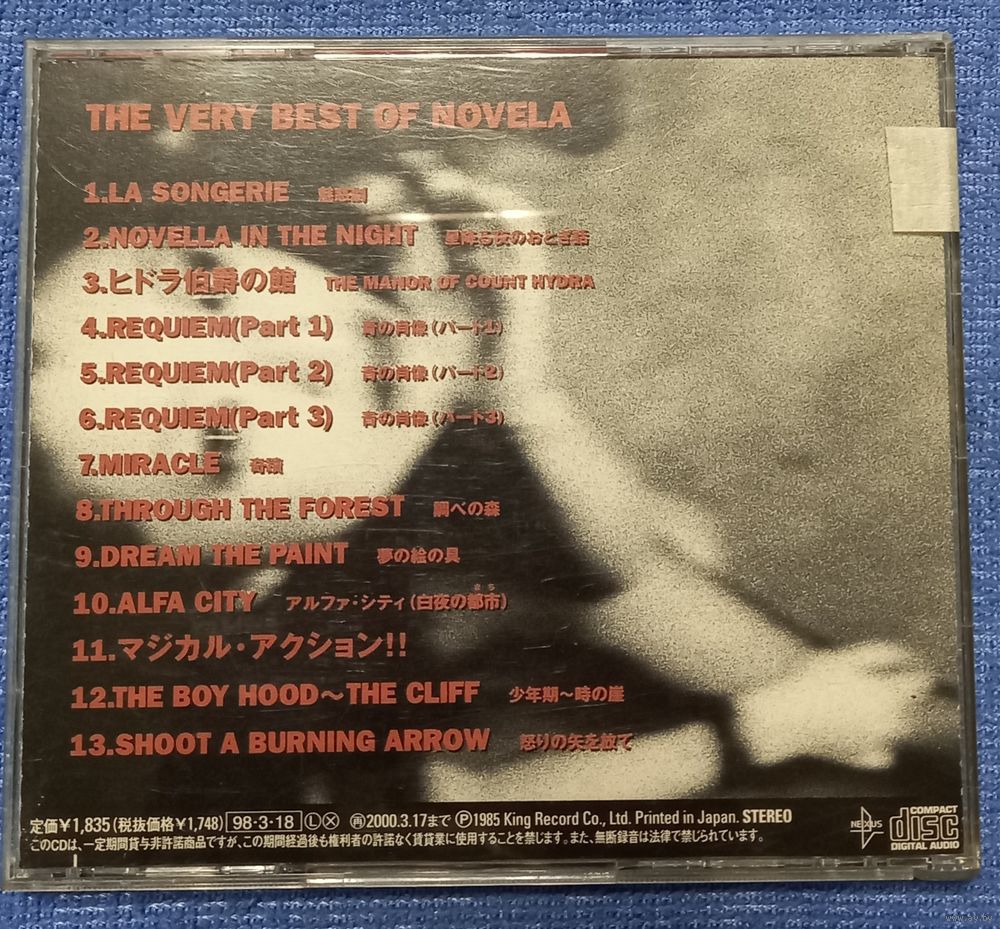 THE VERY BEST OF NOVELA
1.LA SONGERIE 魅惑劇
2.NOVELLA IN THE NIGHT 星降る夜のおとぎ話
3.ヒドラ伯爵の館 THE MANOR OF COUNT HYDRA
4.REQUIEM(Part 1) 青の肖像(パート1)
5.REQUIEM(Part 2) 青の肖像(パート2)
6.REQUIEM(Part 3) 青の肖像(パート3)
7.MIRACLE 奇蹟
8.THROUGH THE FOREST 調べの森
9.DREAM THE PAINT 夢の絵の具
まち
10.ALFA CITY アルファ・シティ(白夜の都市)
11.マジカル・アクション!!
12.THE BOY HOOD〜THE CLIFF 少年期〜時の崖
13.SHOOT A BURNING ARROW 怒りの矢を放て
定価¥1,835(税抜価格¥1,748) 98-3-18 Ⓛ Ⓧ ㊢2000.3.17まで Ⓟ1985 King Record Co., Ltd. Printed in Japan. STEREO
このCDは、一定期間貸与非許諾商品ですが、この期間経過後も権利者の許諾なく賃貸業に使用することを禁じます。また、無断録音は法律で禁じられています。
NEXUS
COMPACT
disc
DIGITAL AUDIO
www.ay.by